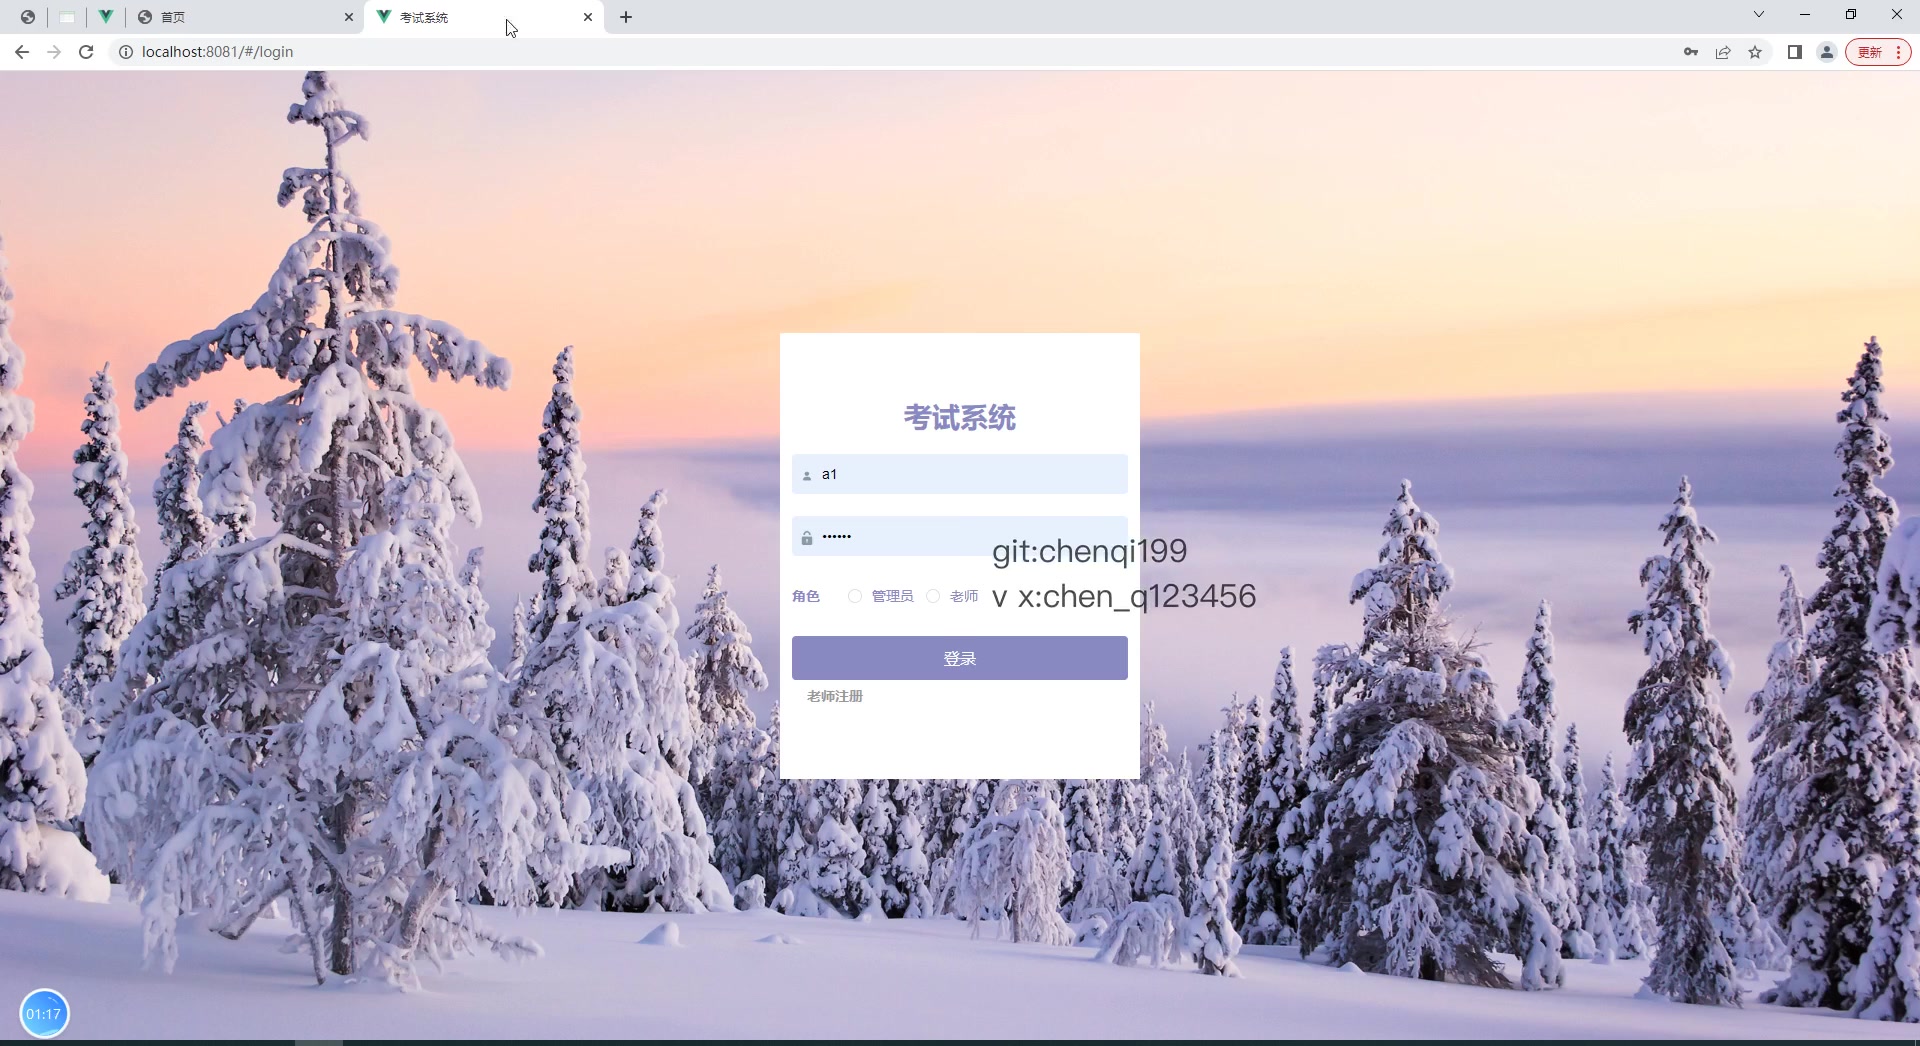 首页
考试系统
localhost:8081/#/login
更新
考试系统
a1
••••••
git:chenqi199
角色 管理员 老师
v x:chen_q123456
登录
老师注册
01:17